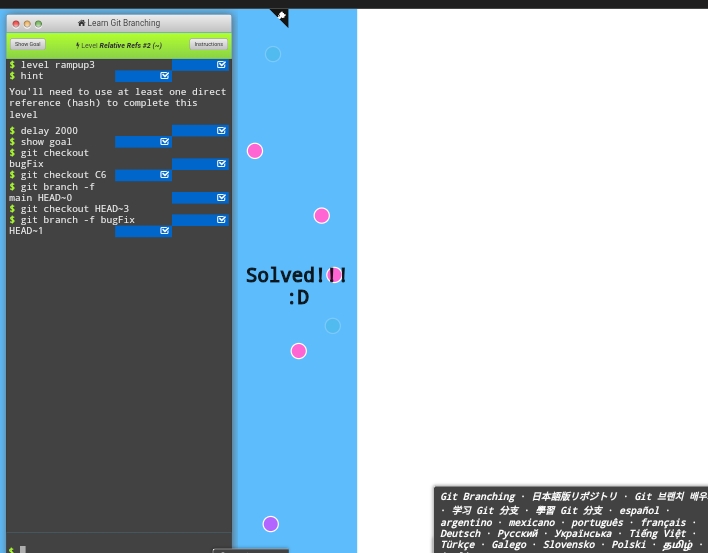 Learn Git Branching
Show Goal
Level Relative Refs #2 (~)
Instructions
$ level rampup3
$ hint
You'll need to use at least one direct
reference (hash) to complete this
level
$ delay 2000
$ show goal
$ git checkout
bugFix
$ git checkout C6
$ git branch -f
main HEAD~0
$ git checkout HEAD~3
$ git branch -f bugFix
HEAD~1
$
Solved!!!
:D
Git Branching · 日本語版リポジトリ · Git 브랜치 배우
· 学习 Git 分支 · 學習 Git 分支 · español ·
argentino · mexicano · português · français ·
Deutsch · Русский · Українська · Tiếng Việt ·
Türkçe · Galego · Slovensko · Polski · தமிழ் ·